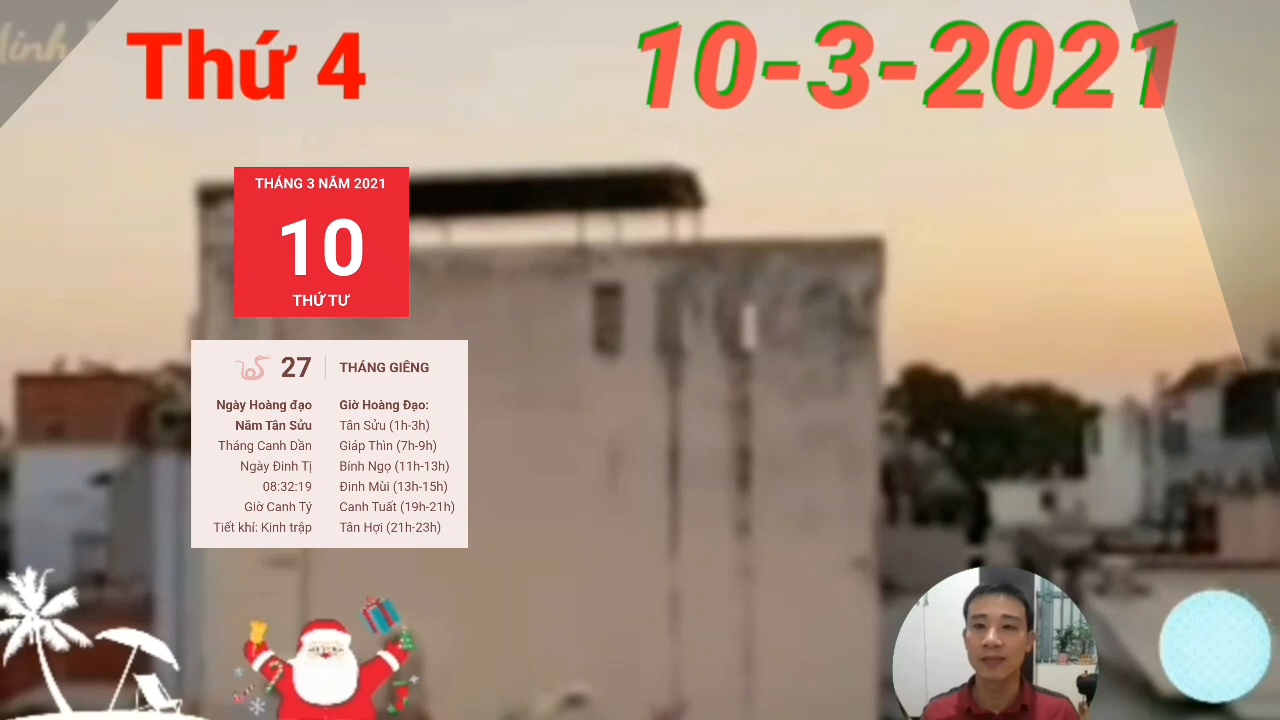 Thứ 4
10-3-2021
THÁNG 3 NĂM 2021
10
THỨ TƯ
27 THÁNG GIÊNG
Ngày Hoàng đạo
Năm Tân Sửu
Tháng Canh Dần
Ngày Đinh Tị
08:32:19
Giờ Canh Tý
Tiết khí: Kinh trập
Giờ Hoàng Đạo:
Tân Sửu (1h-3h)
Giáp Thìn (7h-9h)
Bính Ngọ (11h-13h)
Đinh Mùi (13h-15h)
Canh Tuất (19h-21h)
Tân Hợi (21h-23h)